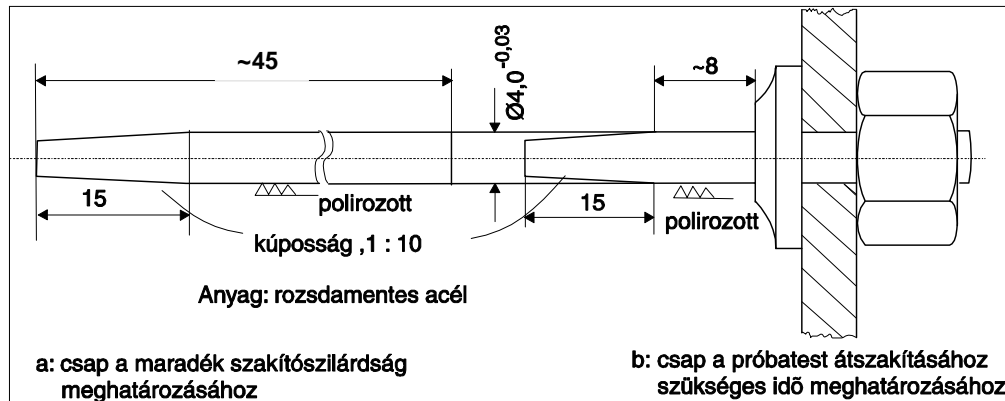 ~45
Ø4,0-0,03
~8
15
polirozott
15
polirozott
kúposság ,1 : 10
Anyag: rozsdamentes acél
a: csap a maradék szakítószilárdság
meghatározásához
b: csap a próbatest átszakításához
szükséges idõ meghatározásához